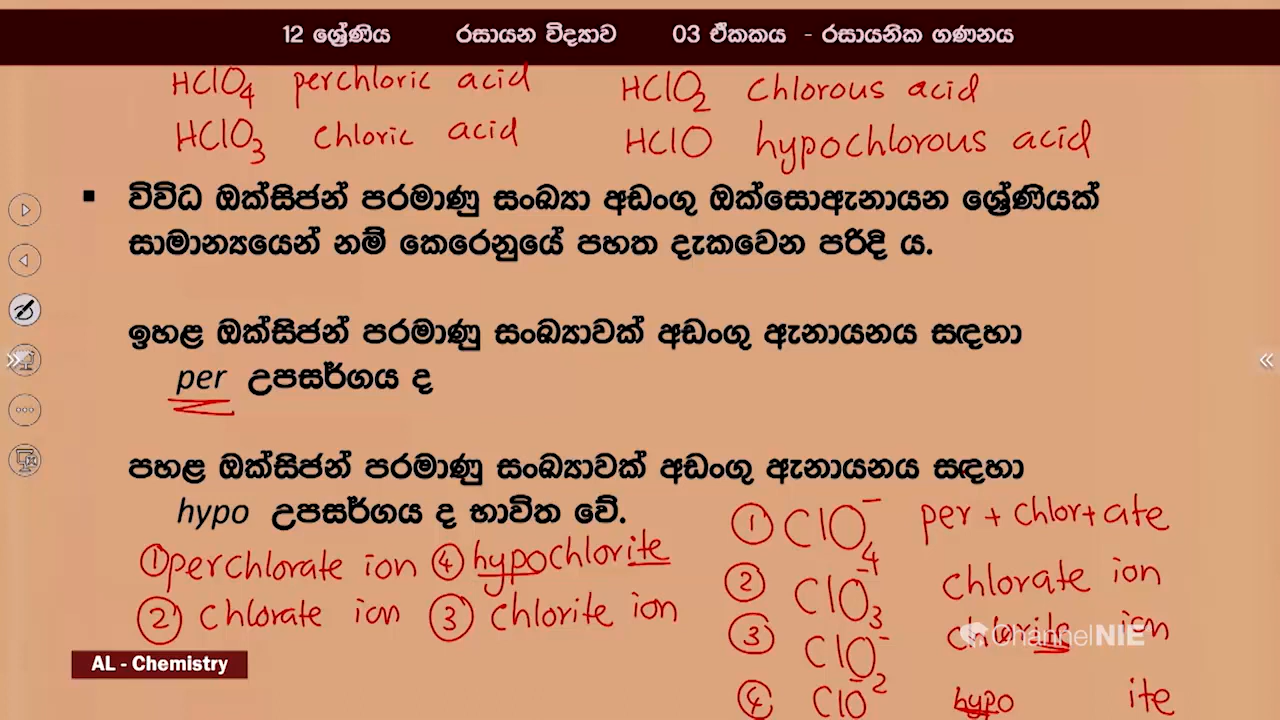 12 ශ්‍රේණිය රසායන විද්‍යාව 03 ඒකකය - රසායනික ගණනය
HClO₄ perchloric acid HClO₂ chlorous acid
HClO₃ chloric acid HClO hypochlorous acid
▪ විවිධ ඔක්සිජන් පරමාණු සංඛ්‍යා අඩංගු ඔක්සොඇනායන ශ්‍රේණියක්
සාමාන්‍යයෙන් නම් කෙරෙනුයේ පහත දැකවෙන පරිදි ය.
ඉහළ ඔක්සිජන් පරමාණු සංඛ්‍යාවක් අඩංගු ඇනායනය සඳහා
per උපසර්ගය ද
පහළ ඔක්සිජන් පරමාණු සංඛ්‍යාවක් අඩංගු ඇනායනය සඳහා
hypo උපසර්ගය ද භාවිත වේ.
① perchlorate ion ④ hypochlorite
② chlorate ion ③ chlorite ion
① ClO₄⁻ per + chlor+ate
② ClO₃⁻ chlorate ion
③ ClO₂⁻ chlorite ion
④ ClO⁻ hypo ite
ChannelNIE
AL - Chemistry